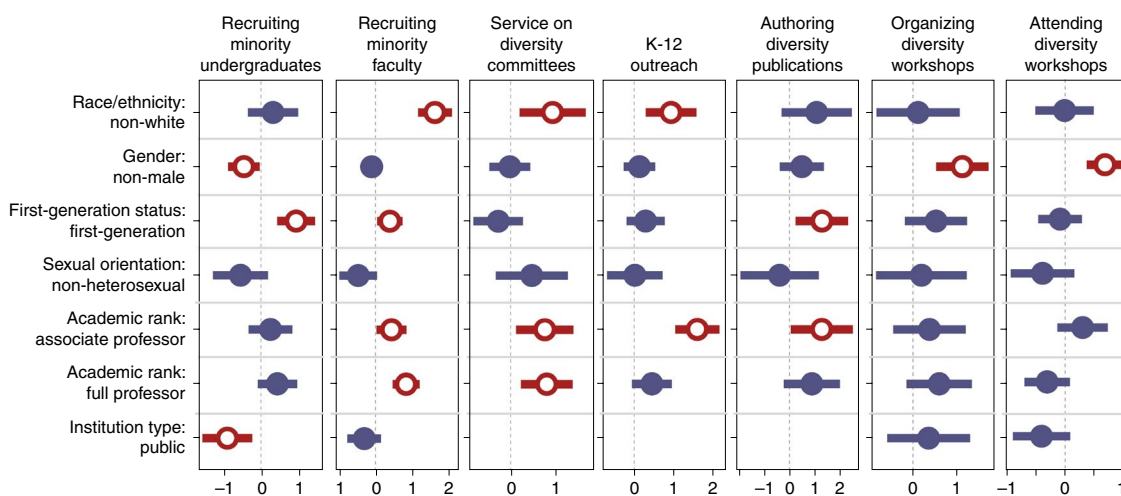 Recruiting minority undergraduates
Recruiting minority faculty
Service on diversity committees
K-12 outreach
Authoring diversity publications
Organizing diversity workshops
Attending diversity workshops
Race/ethnicity:
non-white
Gender:
non-male
First-generation status:
first-generation
Sexual orientation:
non-heterosexual
Academic rank:
associate professor
Academic rank:
full professor
Institution type:
public
−1 0 1
1 0 1 2
0 1
0 1 2
−1 0 1 2
0 1
−1 0 1